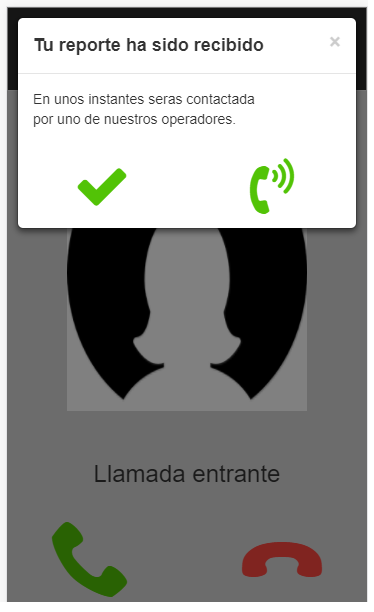 Tu reporte ha sido recibido
×
En unos instantes seras contactada
por uno de nuestros operadores.
Llamada entrante